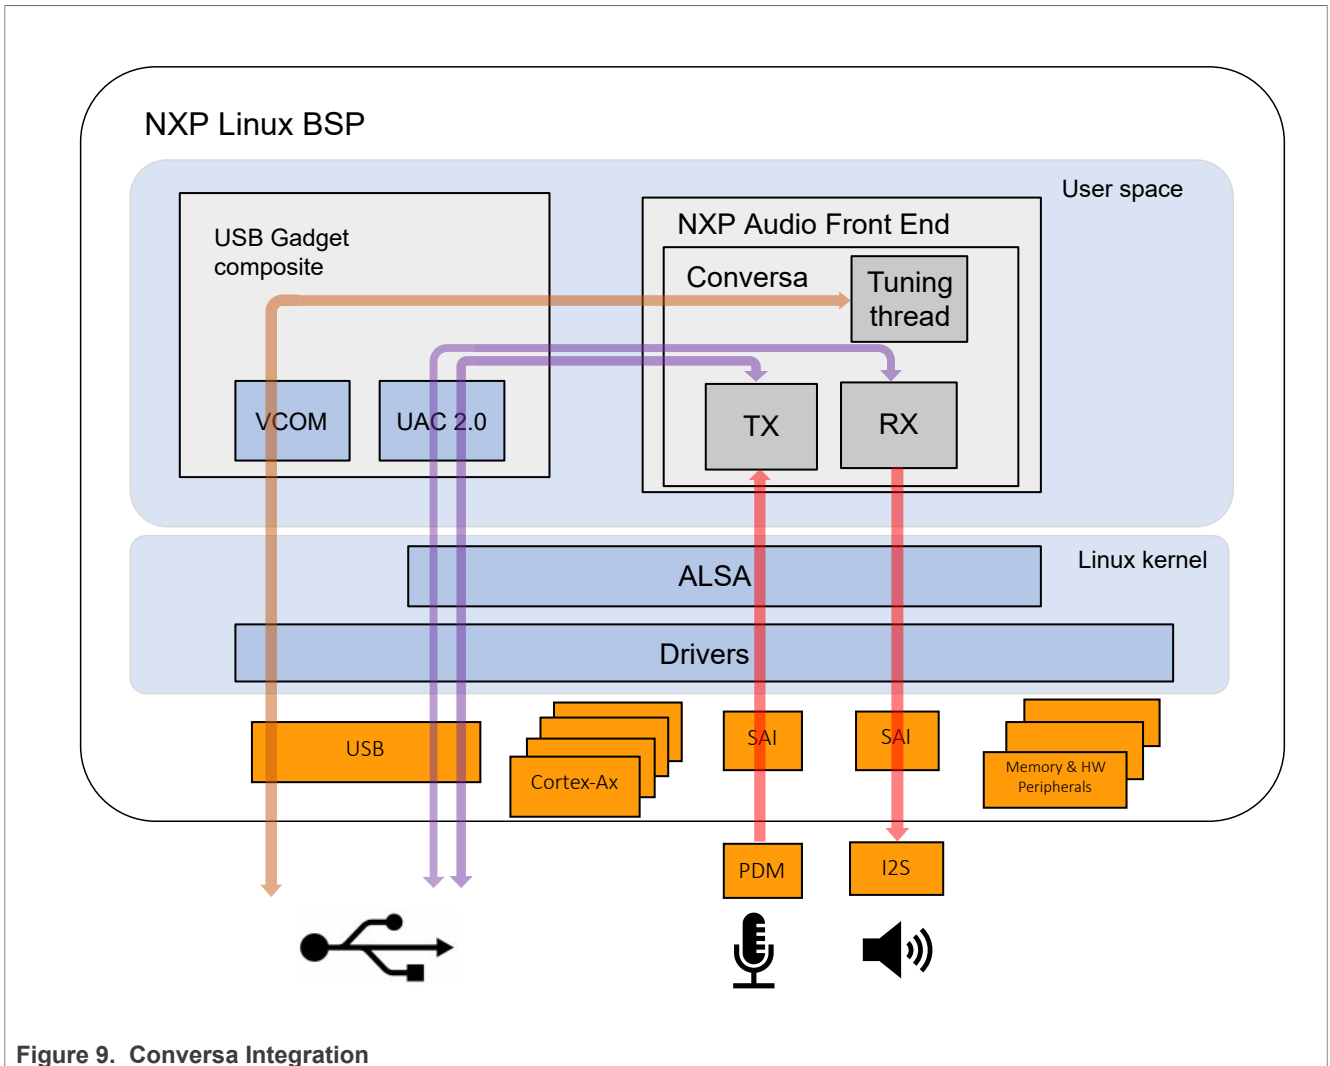 NXP Linux BSP
User space
USB Gadget
composite
NXP Audio Front End
Conversa
Tuning
thread
VCOM
UAC 2.0
TX
RX
Linux kernel
ALSA
Drivers
USB
Cortex-Ax
SAI
SAI
Memory & HW
Peripherals
PDM
I2S
Figure 9. Conversa Integration